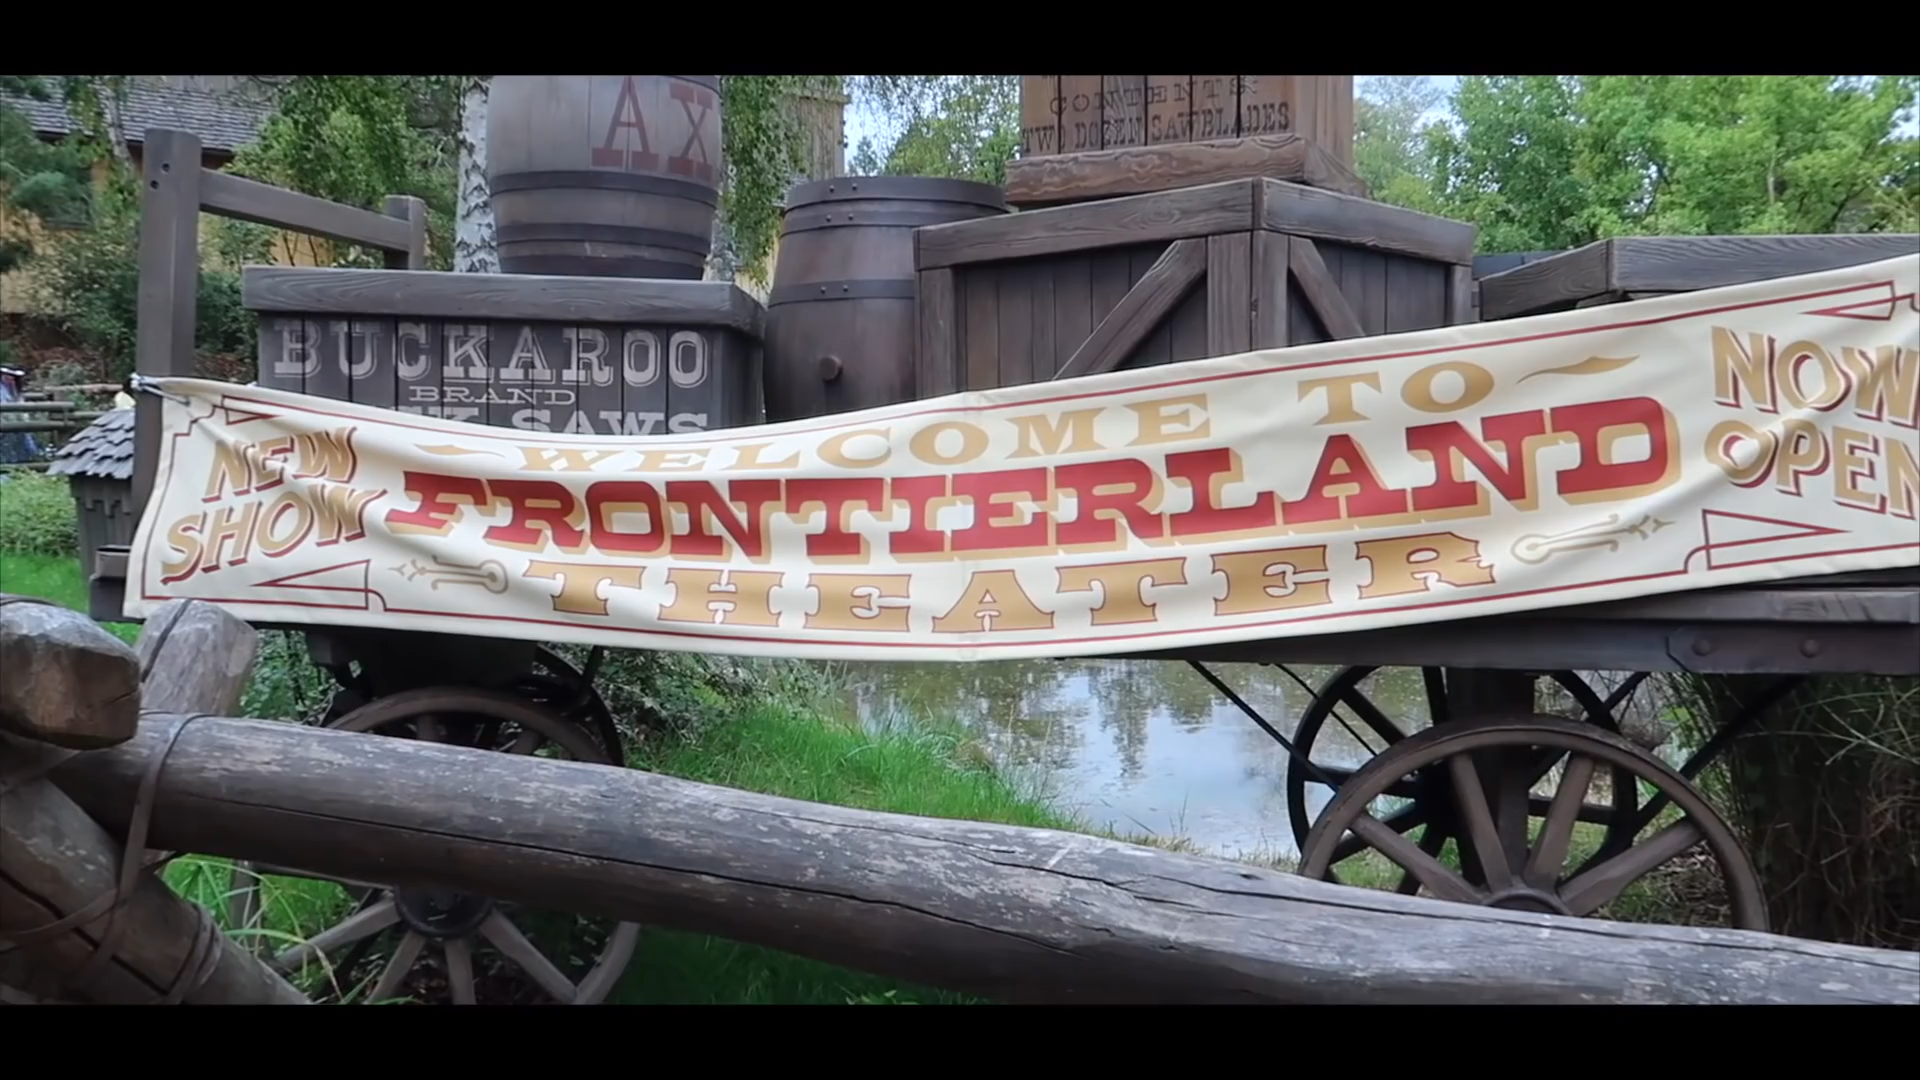 AX
CONTENTS:
TWO DOZEN SAWBLADES
BUCKAROO
BRAND
SAWS
NEW
SHOW
WELCOME TO
FRONTIERLAND
THEATER
NOW
OPEN